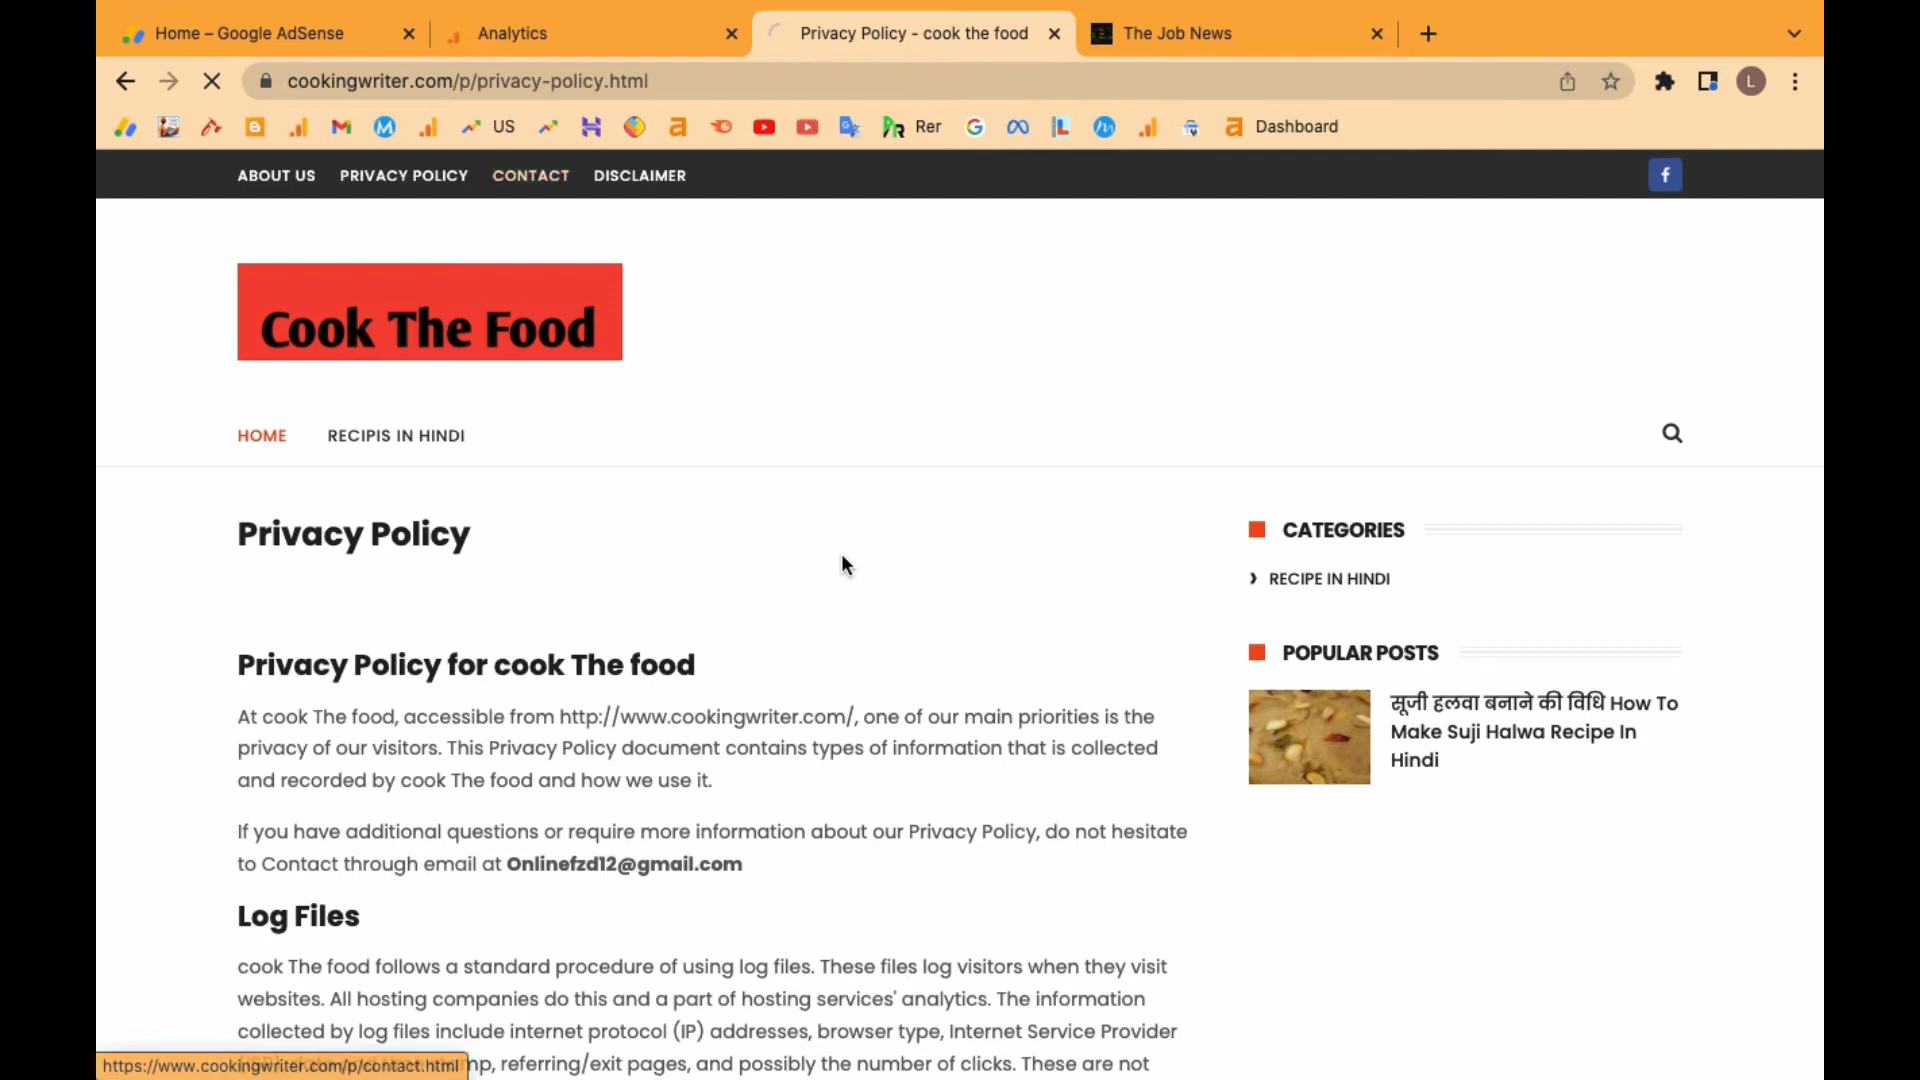 Home – Google AdSense
Analytics
Privacy Policy - cook the food
The Job News
cookingwriter.com/p/privacy-policy.html
L
US
Rer
Dashboard
ABOUT US
PRIVACY POLICY
CONTACT
DISCLAIMER
Cook The Food
HOME
RECIPIS IN HINDI
Privacy Policy
Privacy Policy for cook The food
At cook The food, accessible from http://www.cookingwriter.com/, one of our main priorities is the
privacy of our visitors. This Privacy Policy document contains types of information that is collected
and recorded by cook The food and how we use it.
If you have additional questions or require more information about our Privacy Policy, do not hesitate
to Contact through email at Onlinefzd12@gmail.com
Log Files
cook The food follows a standard procedure of using log files. These files log visitors when they visit
websites. All hosting companies do this and a part of hosting services' analytics. The information
collected by log files include internet protocol (IP) addresses, browser type, Internet Service Provider
mp, referring/exit pages, and possibly the number of clicks. These are not
https://www.cookingwriter.com/p/contact.html
CATEGORIES
RECIPE IN HINDI
POPULAR POSTS
सूजी हलवा बनाने की विधि How To
Make Suji Halwa Recipe In
Hindi